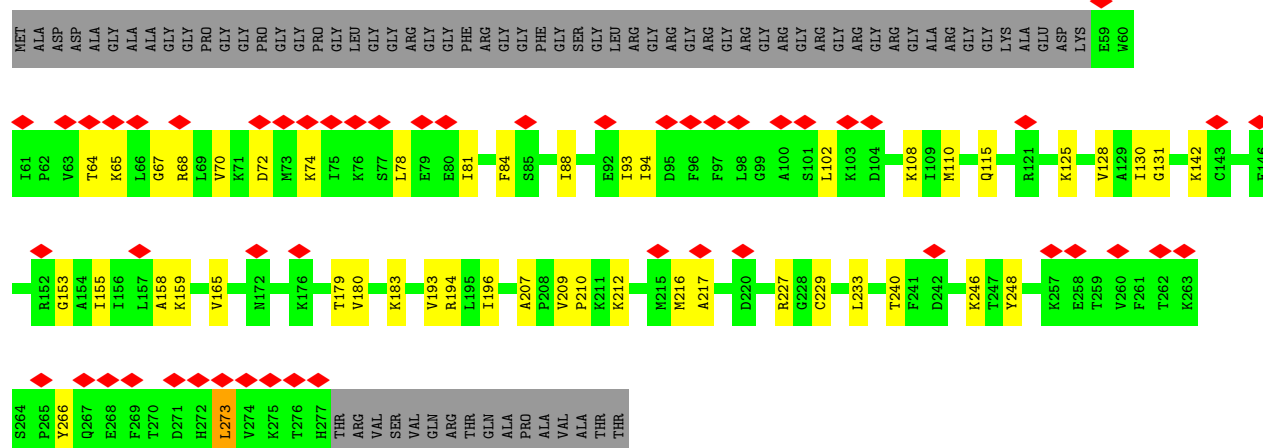 MET ALA ASP ASP ALA GLY ALA ALA GLY GLY PRO GLY GLY PRO GLY GLY PRO GLY LEU GLY GLY ARG GLY GLY PHE ARG GLY GLY PHE GLY SER GLY LEU ARG GLY ARG GLY ARG GLY ARG GLY ARG GLY ARG GLY ARG GLY ARG GLY ALA ARG GLY GLY LYS ALA GLU ASP LYS E59 W60
I61 P62 V63 T64 K65 L66 G67 R68 L69 V70 K71 D72 M73 K74 I75 K76 S77 L78 E79 E80 I81 F84 S85 I88 E92 I93 I94 D95 F96 F97 L98 G99 A100 S101 L102 K103 D104 K108 I109 M110 Q115 R121 K125 V128 A129 I130 G131 K142 C143 E146
R152 G153 A154 I155 I156 L157 A158 K159 V165 N172 K176 T179 V180 K183 V193 R194 L195 I196 A207 P208 V209 P210 K211 K212 M215 M216 A217 D220 R227 G228 C229 L233 T240 F241 D242 K246 T247 Y248 K257 E258 T259 V260 F261 T262 K263
S264 P265 Y266 Q267 E268 F269 T270 D271 H272 L273 V274 K275 T276 H277 THR ARG VAL SER VAL GLN ARG THR GLN ALA PRO ALA VAL ALA THR THR